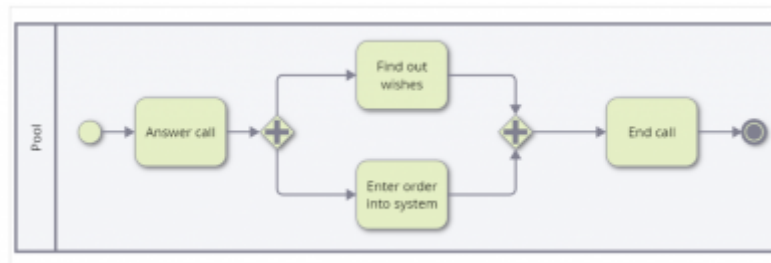 Pool
Answer call
Find out
wishes
Enter order
into system
End call